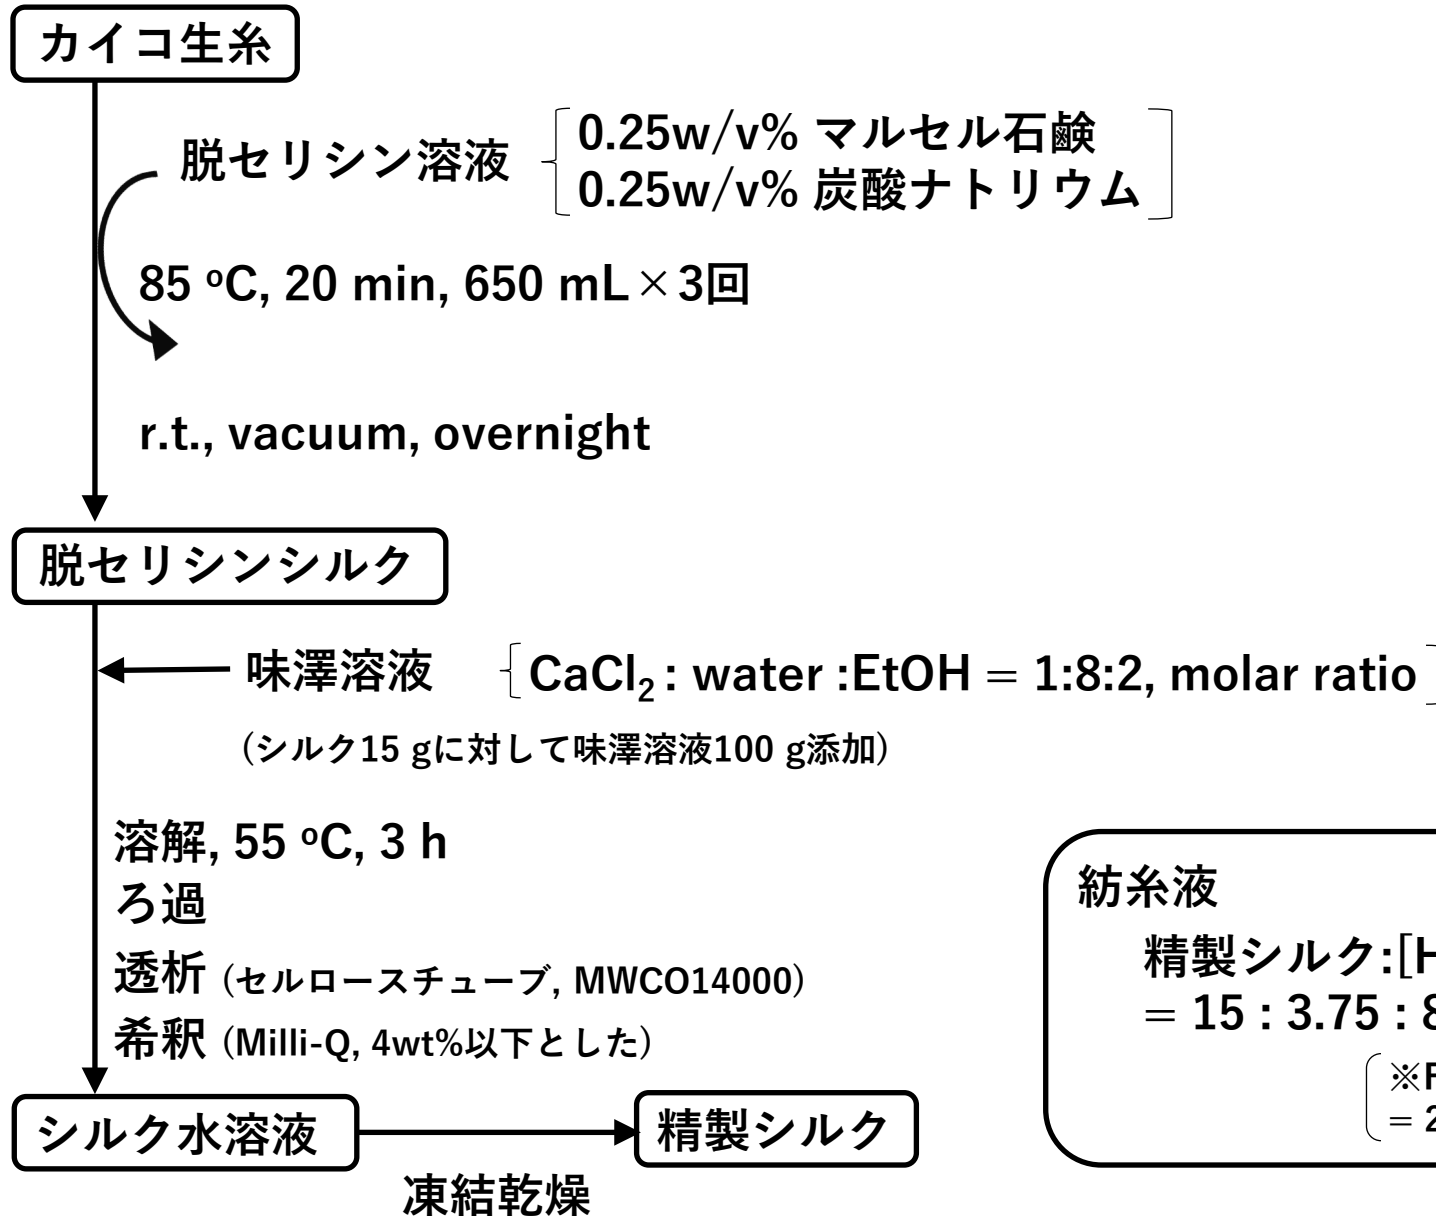 カイコ生糸
脱セリシン溶液
0.25w/v% マルセル石鹸
0.25w/v% 炭酸ナトリウム
85 ºC, 20 min, 650 mL×3回
r.t., vacuum, overnight
脱セリシンシルク
味澤溶液 CaCl₂ : water :EtOH = 1:8:2, molar ratio
(シルク15 gに対して味澤溶液100 g添加)
溶解, 55 ºC, 3 h
ろ過
透析 (セルロースチューブ, MWCO14000)
希釈 (Milli-Q, 4wt%以下とした)
シルク水溶液
精製シルク
凍結乾燥
紡糸液
精製シルク:[H
= 15 : 3.75 : 8
※F
= 2